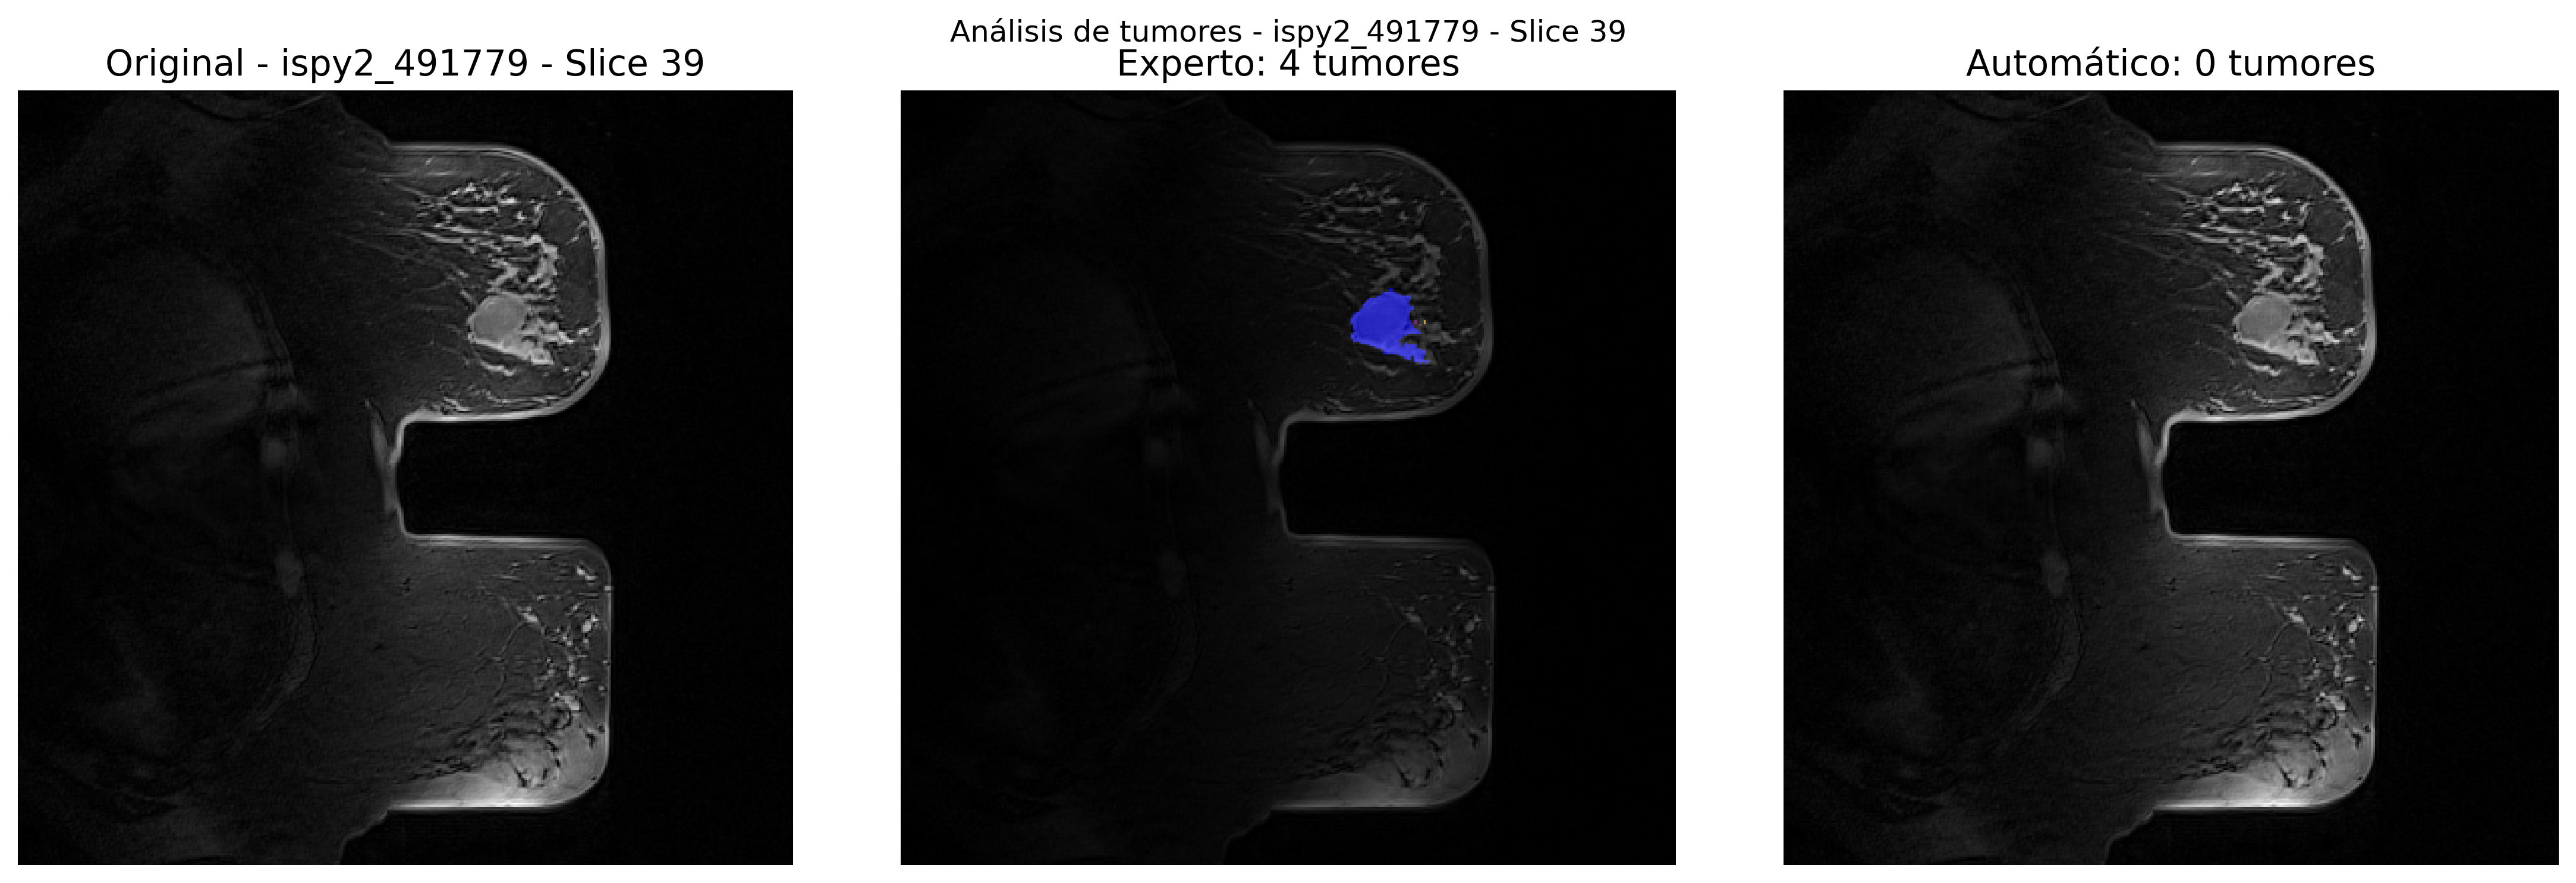 Análisis de tumores - ispy2_491779 - Slice 39
Original - ispy2_491779 - Slice 39
Experto: 4 tumores
Automático: 0 tumores